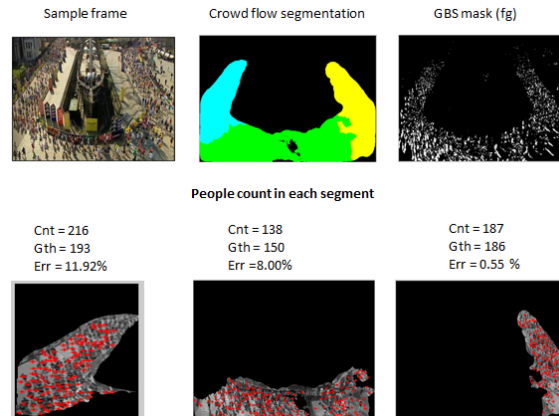 Sample frame
Crowd flow segmentation
GBS mask (fg)
People count in each segment
Cnt = 216
Gth = 193
Err = 11.92%
Cnt = 138
Gth = 150
Err = 8.00%
Cnt = 187
Gth = 186
Err = 0.55 %